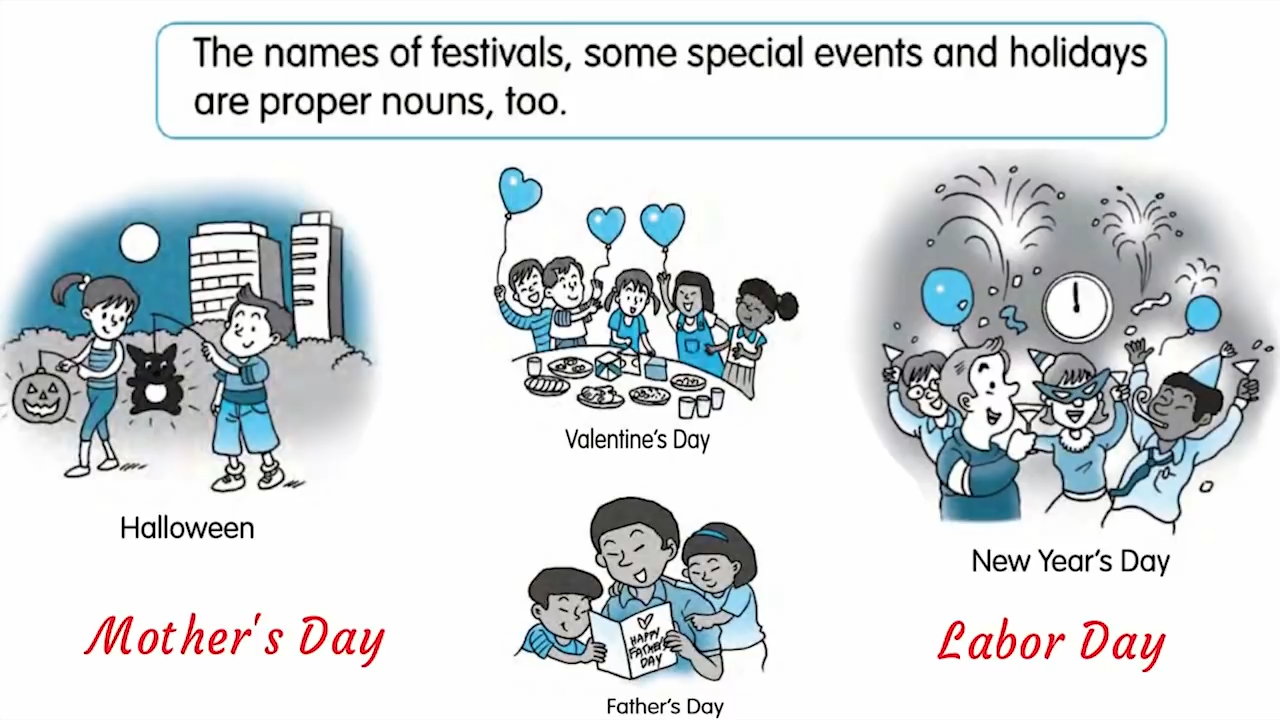 The names of festivals, some special events and holidays
are proper nouns, too.
Valentine's Day
Halloween
New Year's Day
Mother's Day
HAPPY
FATHER'S
DAY
Labor Day
Father's Day